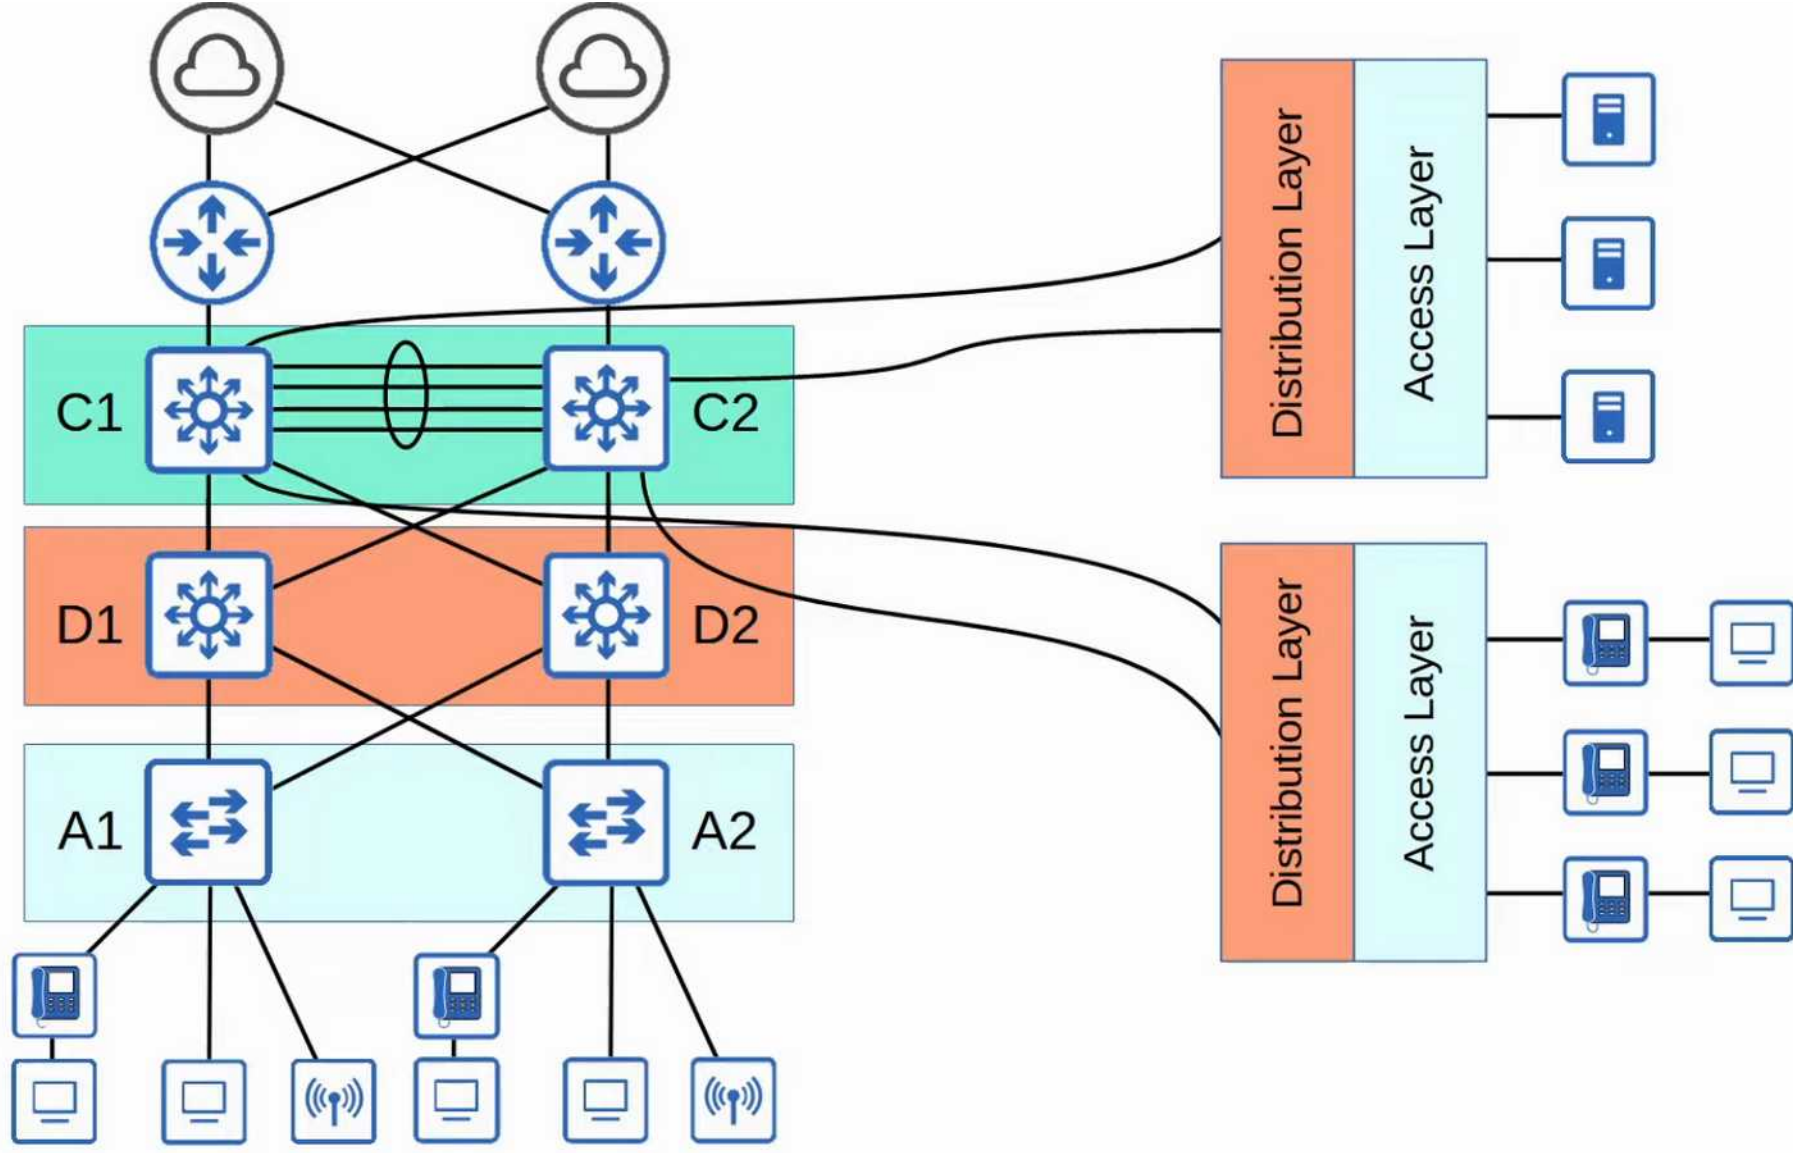 C1
C2
D1
D2
A1
A2
Distribution Layer
Access Layer
Distribution Layer
Access Layer